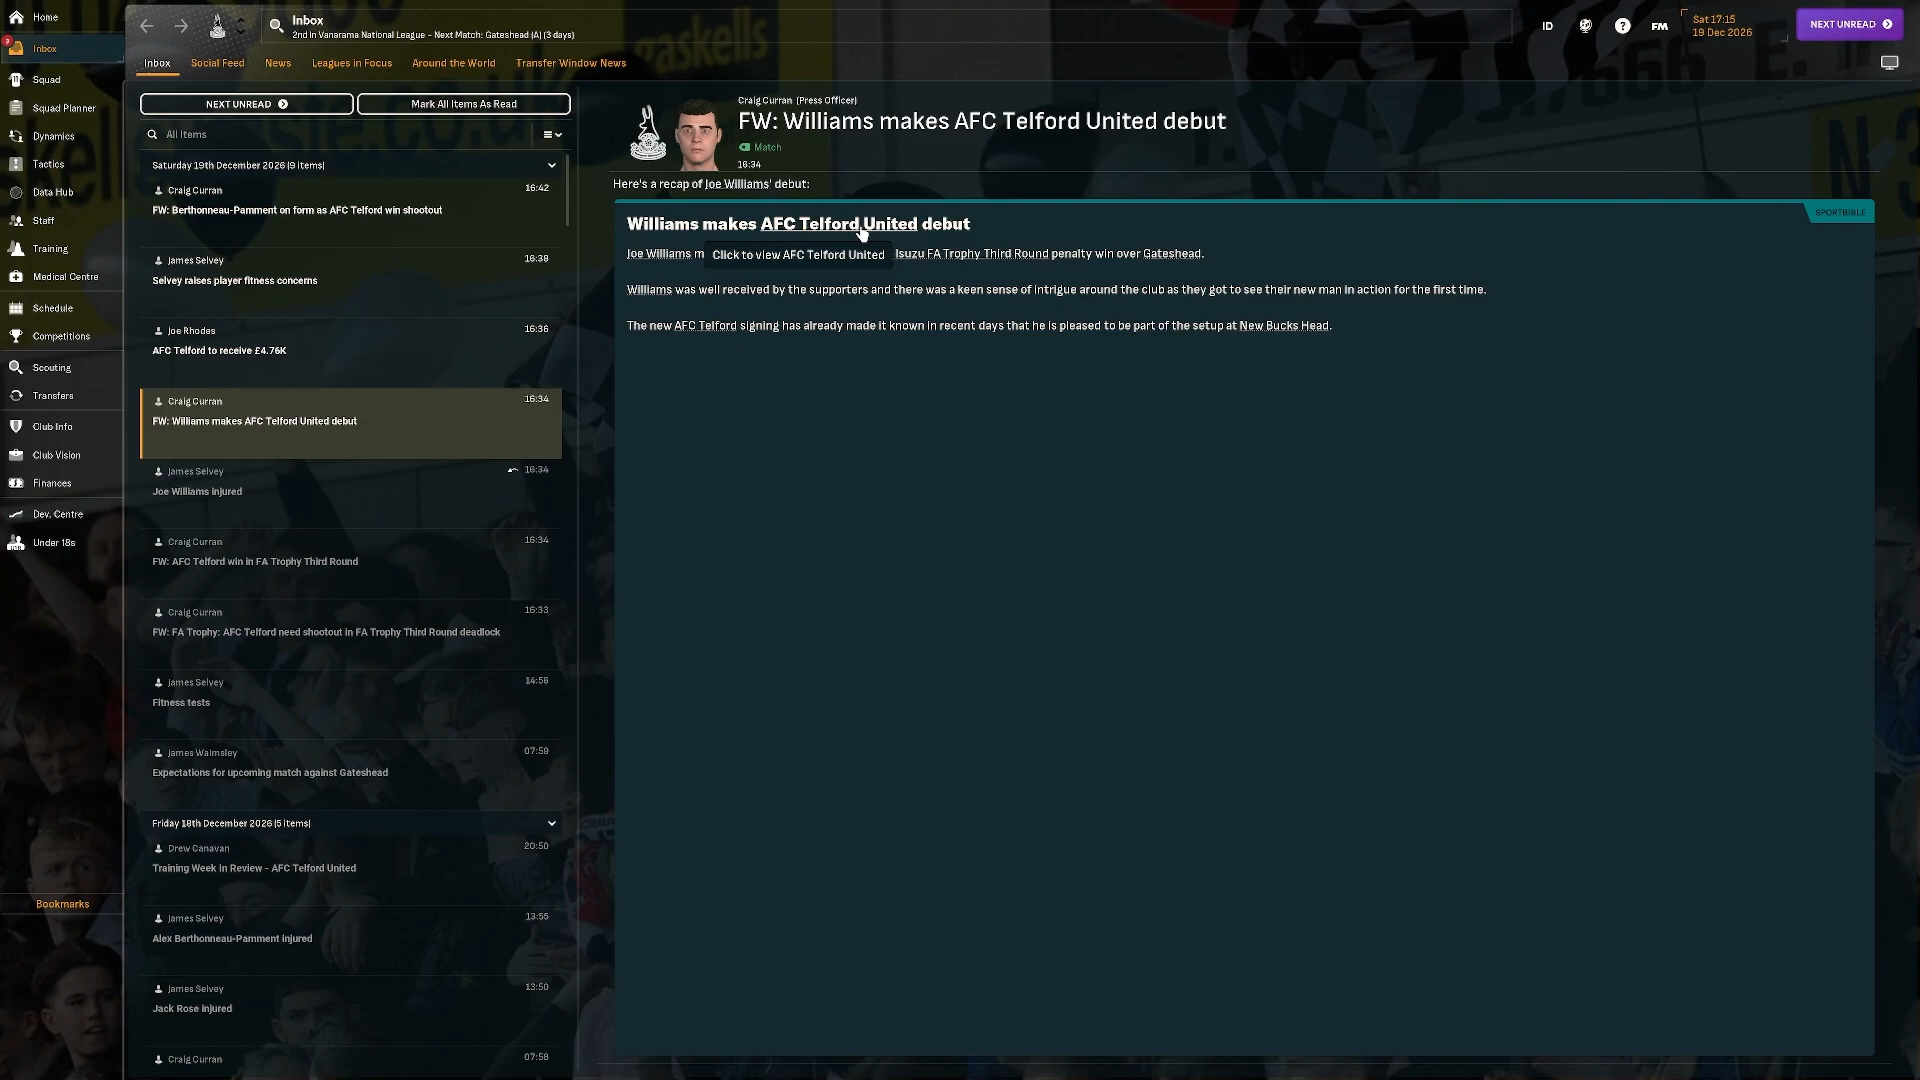 Home
2
Inbox
Squad
Squad Planner
Dynamics
Tactics
Data Hub
Staff
Training
Medical Centre
Schedule
Competitions
Scouting
Transfers
Club Info
Club Vision
Finances
Dev. Centre
Under 18s
Bookmarks
Inbox
2nd in Vanarama National League - Next Match: Gateshead (A) (3 days)
ID
?
FM
Sat 17:15
19 Dec 2026
NEXT UNREAD
Inbox Social Feed News Leagues in Focus Around the World Transfer Window News
NEXT UNREAD
Mark All Items As Read
All Items
Saturday 19th December 2026 |9 items|
Craig Curran 16:42
FW: Berthonneau-Pamment on form as AFC Telford win shootout
James Selvey 16:38
Selvey raises player fitness concerns
Joe Rhodes 16:36
AFC Telford to receive £4.76K
Craig Curran 16:34
FW: Williams makes AFC Telford United debut
James Selvey 16:34
Joe Williams injured
Craig Curran 16:34
FW: AFC Telford win in FA Trophy Third Round
Craig Curran 16:33
FW: FA Trophy: AFC Telford need shootout in FA Trophy Third Round deadlock
James Selvey 14:56
Fitness tests
James Walmsley 07:59
Expectations for upcoming match against Gateshead
Friday 18th December 2026 |5 items|
Drew Canavan 20:50
Training Week In Review - AFC Telford United
James Selvey 13:55
Alex Berthonneau-Pamment injured
James Selvey 13:50
Jack Rose injured
Craig Curran 07:58
Craig Curran (Press Officer)
FW: Williams makes AFC Telford United debut
Match
16:34
Here's a recap of Joe Williams' debut:
SPORTBIBLE
Williams makes AFC Telford United debut
Joe Williams m Click to view AFC Telford United Isuzu FA Trophy Third Round penalty win over Gateshead.
Williams was well received by the supporters and there was a keen sense of intrigue around the club as they got to see their new man in action for the first time.
The new AFC Telford signing has already made it known in recent days that he is pleased to be part of the setup at New Bucks Head.